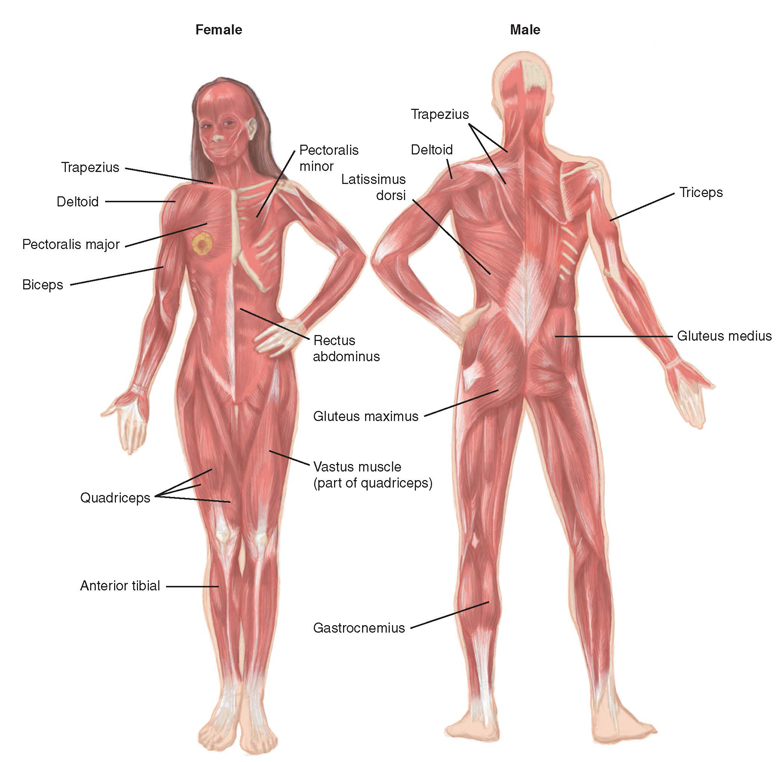 Female
Male
Trapezius
Deltoid
Pectoralis major
Biceps
Pectoralis
minor
Rectus
abdominus
Vastus muscle
(part of quadriceps)
Quadriceps
Anterior tibial
Trapezius
Deltoid
Latissimus
dorsi
Triceps
Gluteus medius
Gluteus maximus
Gastrocnemius